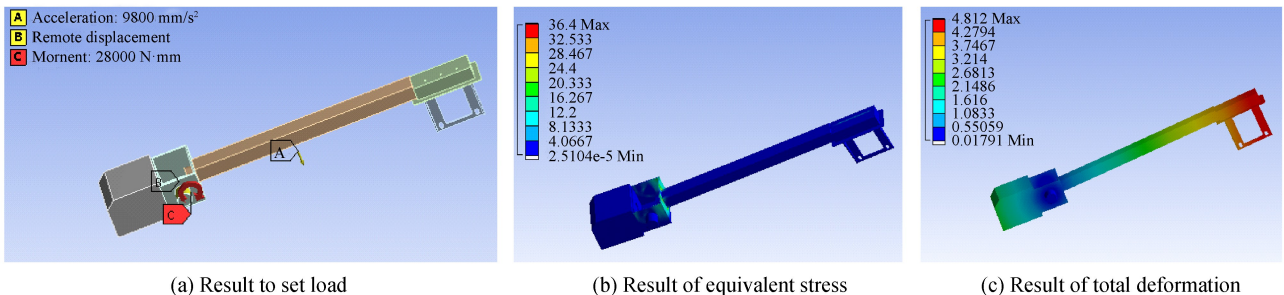 A Acceleration: 9800 mm/s²
B Remote displacement
C Mornent: 28000 N·mm
A
B
C
(a) Result to set load
36.4 Max
32.533
28.467
24.4
20.333
16.267
12.2
8.1333
4.0667
2.5104e-5 Min
(b) Result of equivalent stress
4.812 Max
4.2794
3.7467
3.214
2.6813
2.1486
1.616
1.0833
0.55059
0.01791 Min
(c) Result of total deformation